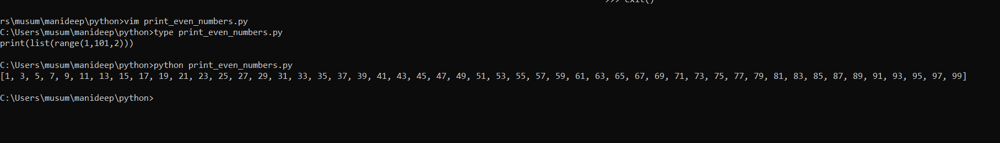 >>> exit()
rs\musum\manideep\python>vim print_even_numbers.py
C:\Users\musum\manideep\python>type print_even_numbers.py
print(list(range(1,101,2)))
C:\Users\musum\manideep\python>python print_even_numbers.py
[1, 3, 5, 7, 9, 11, 13, 15, 17, 19, 21, 23, 25, 27, 29, 31, 33, 35, 37, 39, 41, 43, 45, 47, 49, 51, 53, 55, 57, 59, 61, 63, 65, 67, 69, 71, 73, 75, 77, 79, 81, 83, 85, 87, 89, 91, 93, 95, 97, 99]
C:\Users\musum\manideep\python>